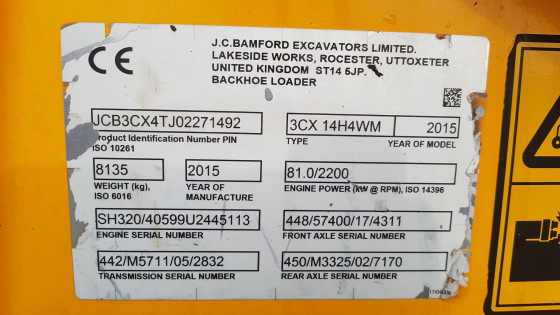 CE
J.C.BAMFORD EXCAVATORS LIMITED.
LAKESIDE WORKS, ROCESTER, UTTOXETER
UNITED KINGDOM ST14 5JP.
BACKHOE LOADER
JCB3CX4TJ02271492
Product Identification Number PIN
ISO 10261
3CX 14H4WM 2015
TYPE YEAR OF MODEL
8135 2015
WEIGHT (kg), YEAR OF
ISO 6016 MANUFACTURE
81.0/2200
ENGINE POWER (kW @ RPM), ISO 14396
SH320/40599U2445113
ENGINE SERIAL NUMBER
448/57400/17/4311
FRONT AXLE SERIAL NUMBER
442/M5711/05/2832
TRANSMISSION SERIAL NUMBER
450/M3325/02/7170
REAR AXLE SERIAL NUMBER